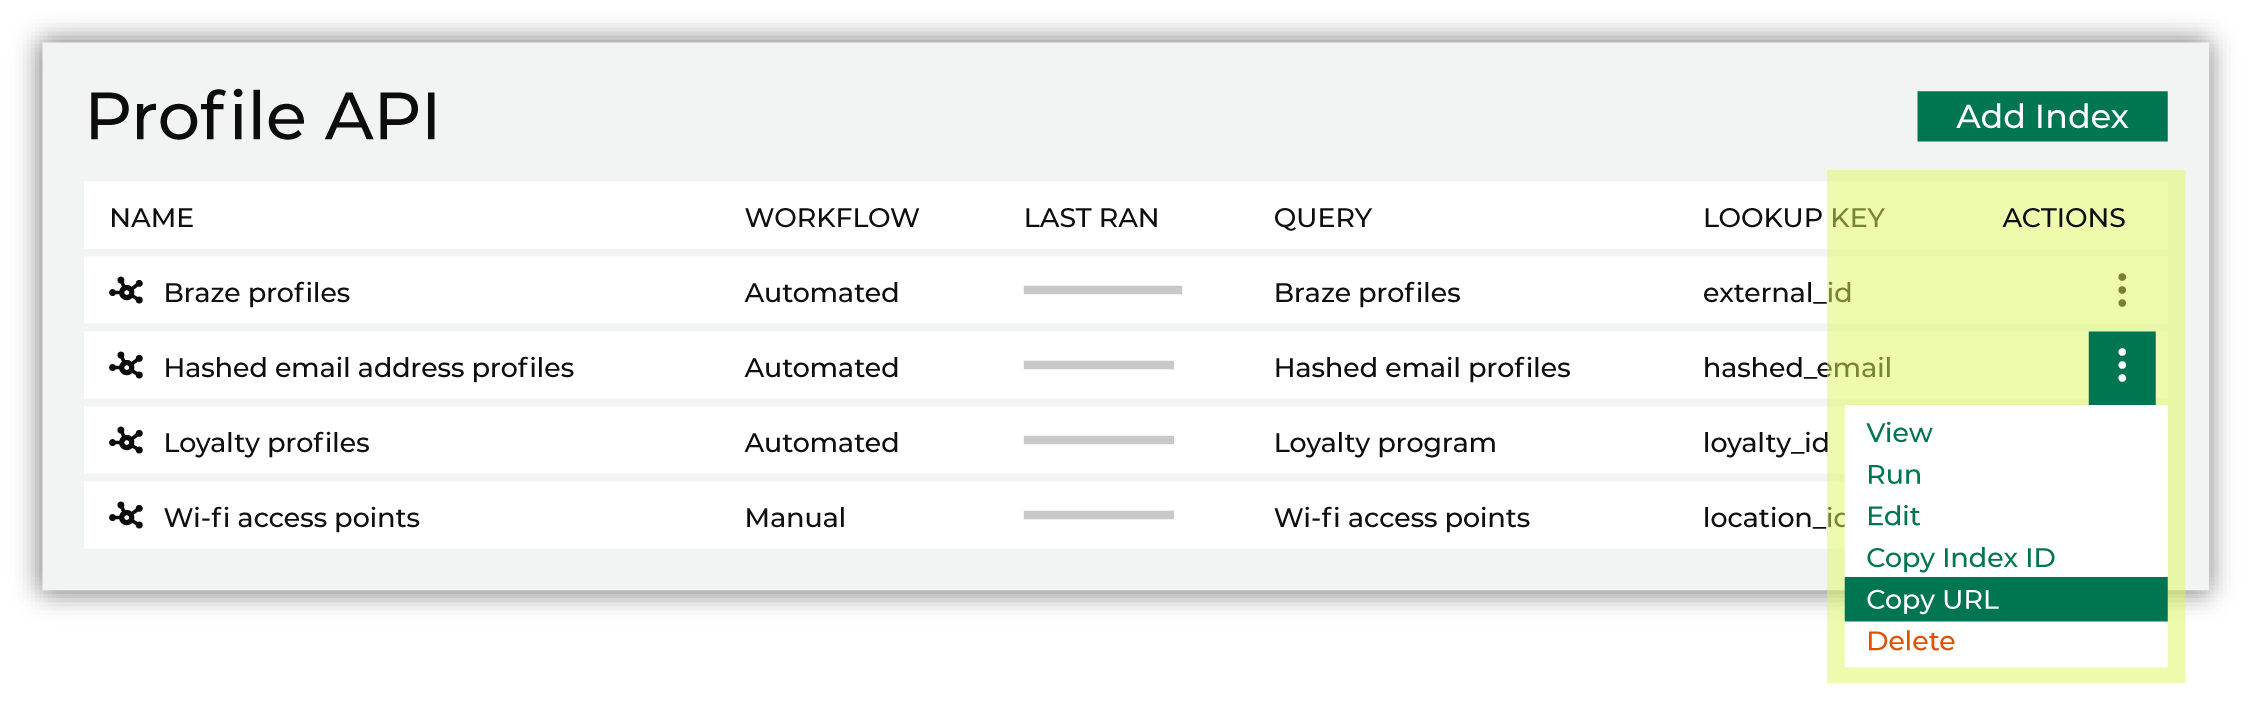 Profile API
Add Index
NAME WORKFLOW LAST RAN QUERY LOOKUP KEY ACTIONS
Braze profiles Automated Braze profiles external_id
Hashed email address profiles Automated Hashed email profiles hashed_email
Loyalty profiles Automated Loyalty program loyalty_id
Wi-fi access points Manual Wi-fi access points location_id
View
Run
Edit
Copy Index ID
Copy URL
Delete